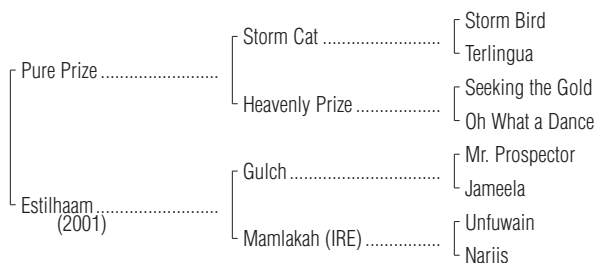 Storm Bird
Storm Cat ..........................
Terlingua
Pure Prize ..........................
Seeking the Gold
Heavenly Prize ...................
Oh What a Dance
Mr. Prospector
Gulch .................................
Jameela
Estilhaam ...........................
(2001)
Unfuwain
Mamlakah (IRE) .................
Narjis